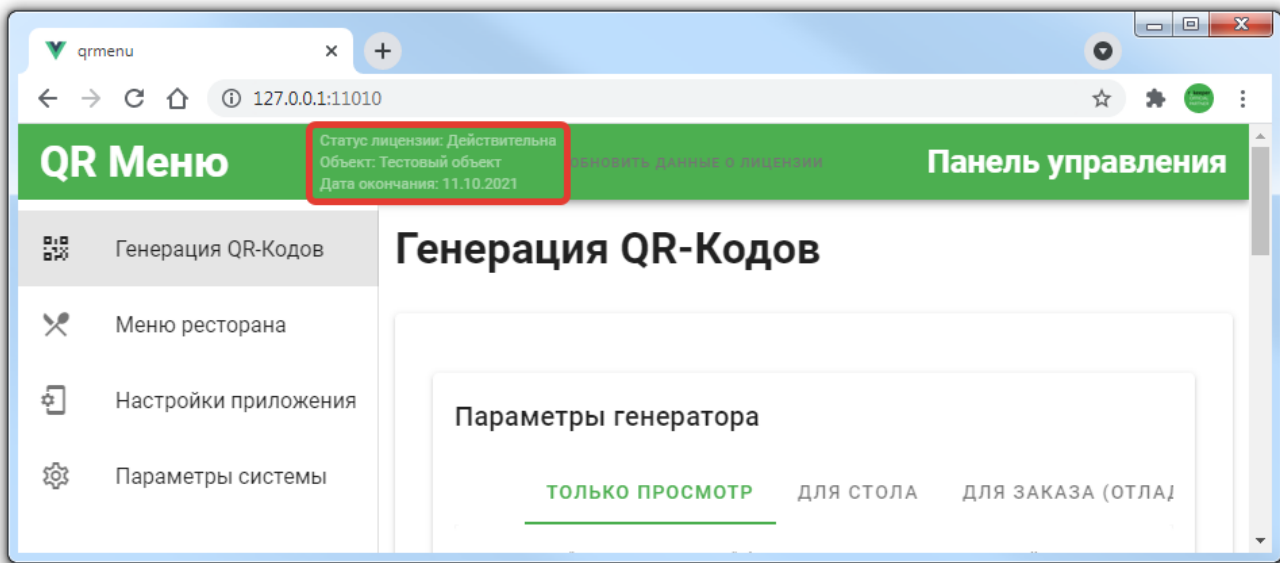 qrmenu
127.0.0.1:11010
QR Меню
Статус лицензии: Действительна
Объект: Тестовый объект
Дата окончания: 11.10.2021
ОБНОВИТЬ ДАННЫЕ О ЛИЦЕНЗИИ
Панель управления
Генерация QR-Кодов
Меню ресторана
Настройки приложения
Параметры системы
Генерация QR-Кодов
Параметры генератора
ТОЛЬКО ПРОСМОТР
ДЛЯ СТОЛА
ДЛЯ ЗАКАЗА (ОТЛАД